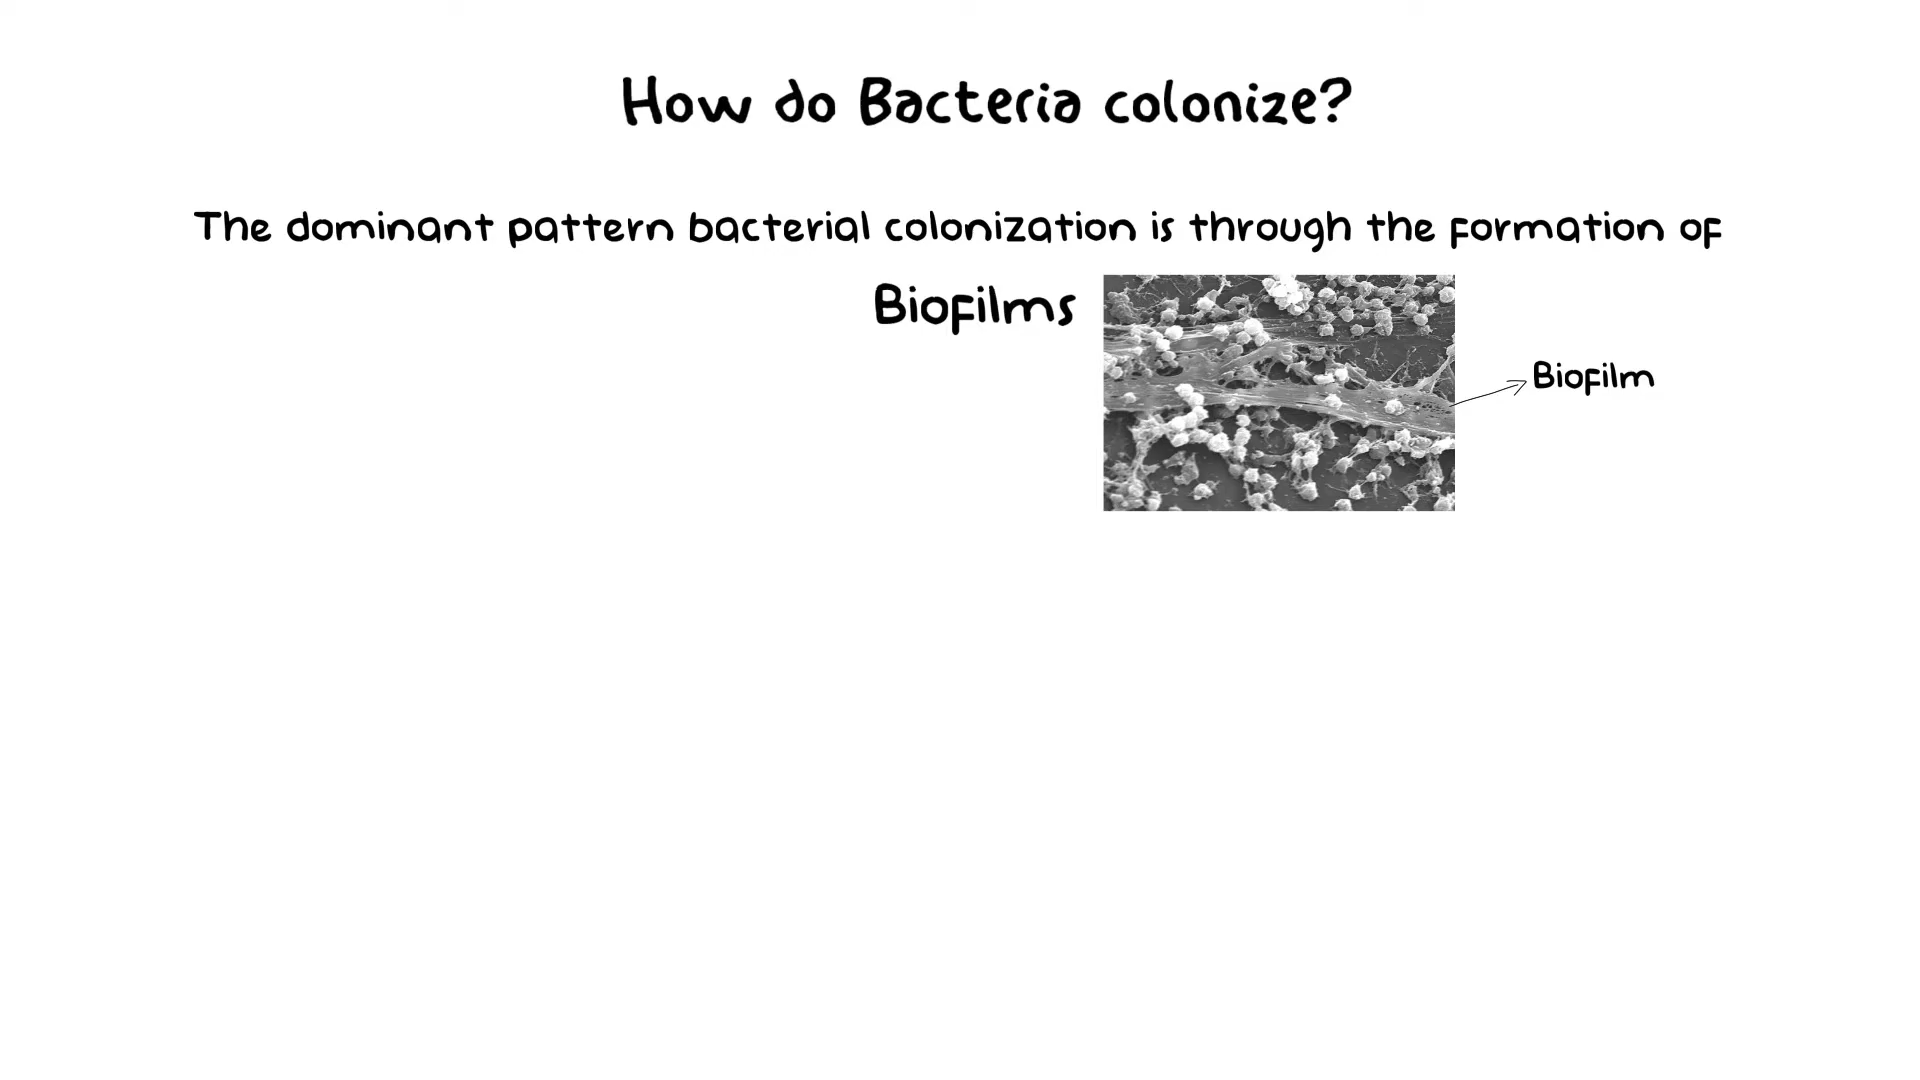 How do Bacteria colonize?
The dominant pattern bacterial colonization is through the formation of
Biofilms
Biofilm